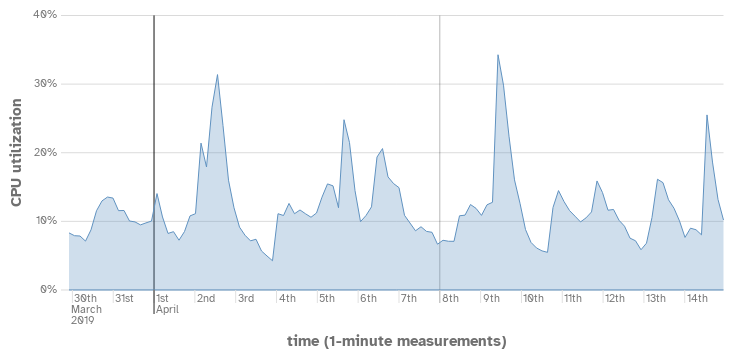 40%
30%
20%
10%
0%
CPU utilization
30th 31st 1st 2nd 3rd 4th 5th 6th 7th 8th 9th 10th 11th 12th 13th 14th
March April
2019
time (1-minute measurements)